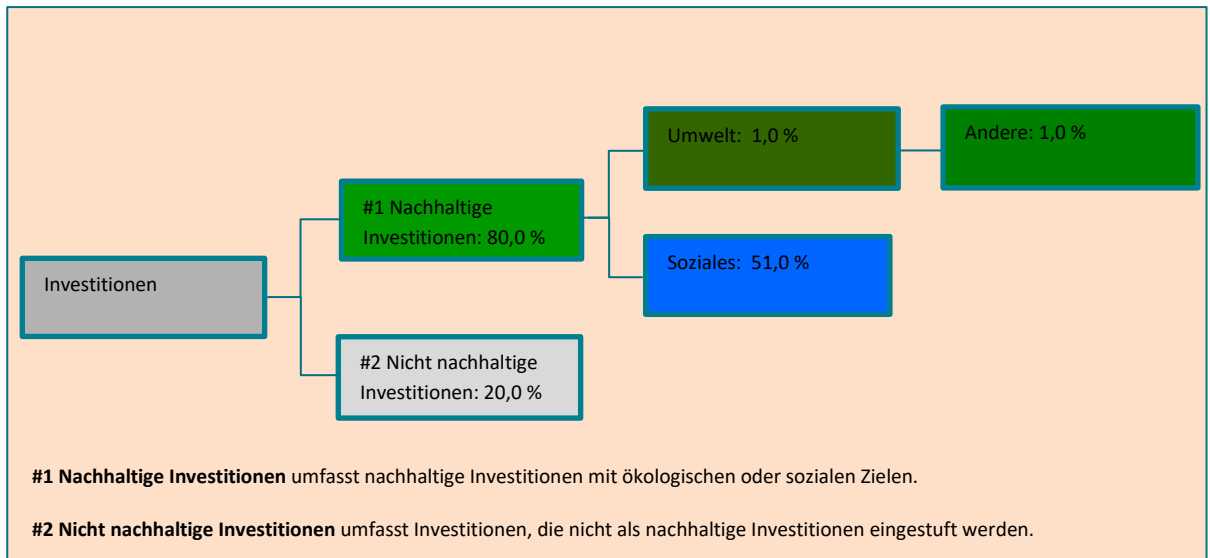 Umwelt: 1,0 %
Andere: 1,0 %
#1 Nachhaltige
Investitionen: 80,0 %
Soziales: 51,0 %
Investitionen
#2 Nicht nachhaltige
Investitionen: 20,0 %
#1 Nachhaltige Investitionen umfasst nachhaltige Investitionen mit ökologischen oder sozialen Zielen.
#2 Nicht nachhaltige Investitionen umfasst Investitionen, die nicht als nachhaltige Investitionen eingestuft werden.